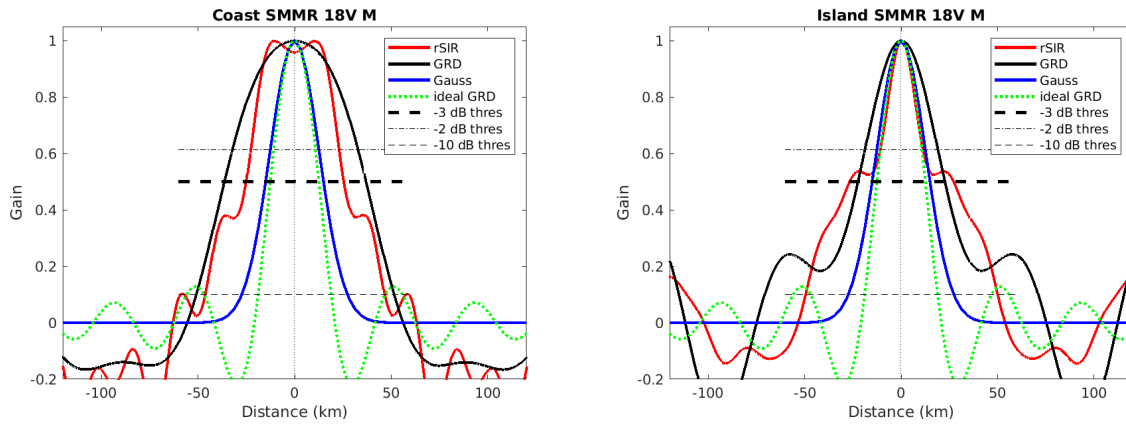 Coast SMMR 18V M
1
0.8
0.6
0.4
0.2
0
-0.2
Gain
-100
-50
0
50
100
Distance (km)
rSIR
GRD
Gauss
ideal GRD
-3 dB thres
-2 dB thres
-10 dB thres
Island SMMR 18V M
1
0.8
0.6
0.4
0.2
0
-0.2
Gain
-100
-50
0
50
100
Distance (km)
rSIR
GRD
Gauss
ideal GRD
-3 dB thres
-2 dB thres
-10 dB thres